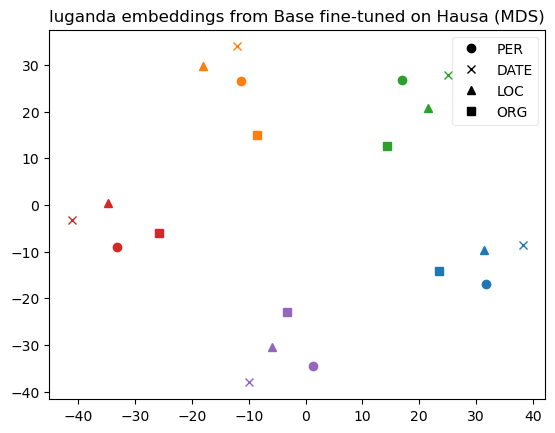 luganda embeddings from Base fine-tuned on Hausa (MDS)
PER
DATE
LOC
ORG
30
20
10
0
−10
−20
−30
−40
−40 −30 −20 −10 0 10 20 30 40